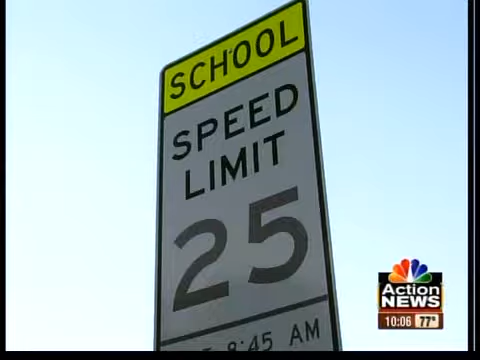 SCHOOL
SPEED
LIMIT
25
8:45 AM
Action
NEWS
10:06 77°